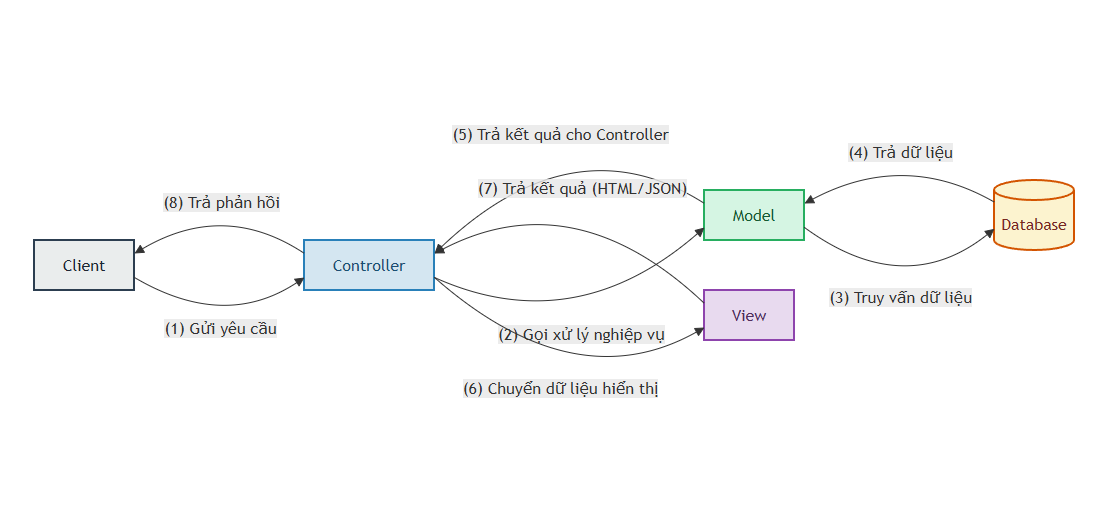 (5) Trả kết quả cho Controller
(4) Trả dữ liệu
(7) Trả kết quả (HTML/JSON)
(8) Trả phản hồi
Model
Database
Client
Controller
(3) Truy vấn dữ liệu
View
(1) Gửi yêu cầu
(2) Gọi xử lý nghiệp vụ
(6) Chuyển dữ liệu hiển thị